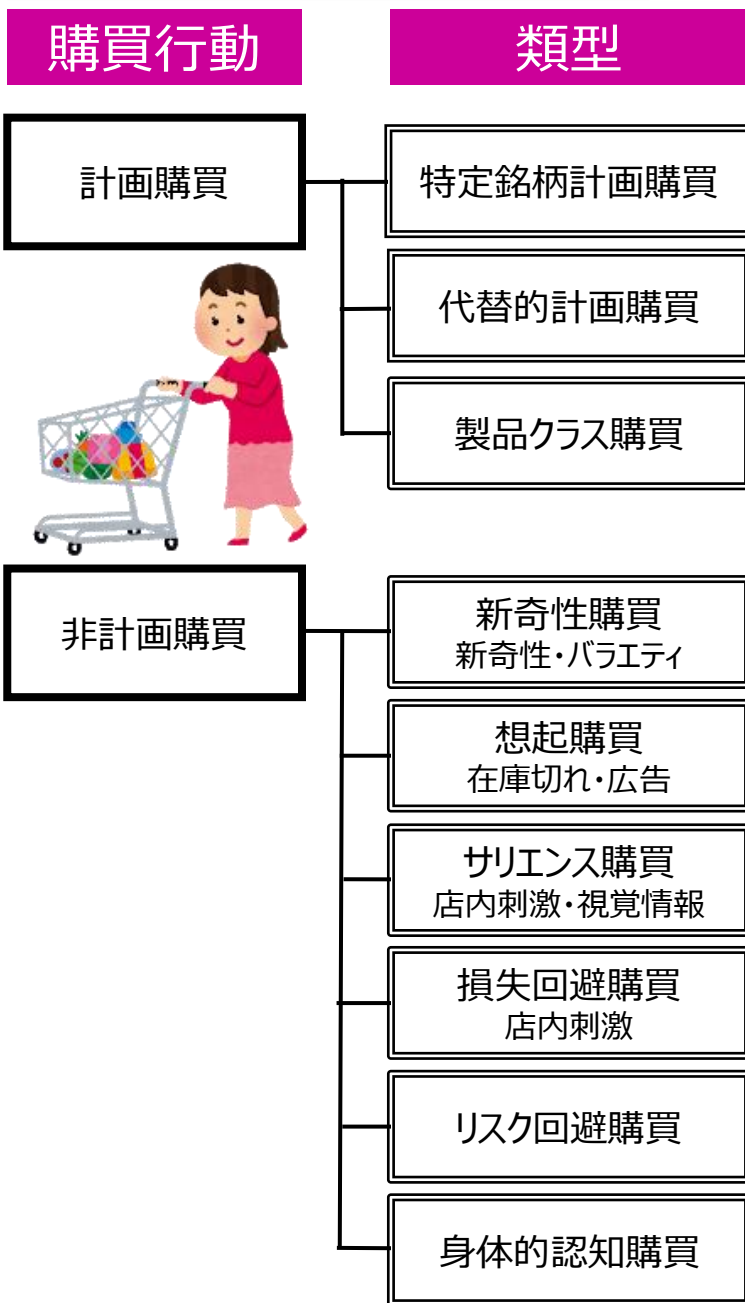 購買行動
類型
計画購買
特定銘柄計画購買
代替的計画購買
製品クラス購買
非計画購買
新奇性購買
新奇性・バラエティ
想起購買
在庫切れ・広告
サリエンス購買
店内刺激・視覚情報
損失回避購買
店内刺激
リスク回避購買
身体的認知購買